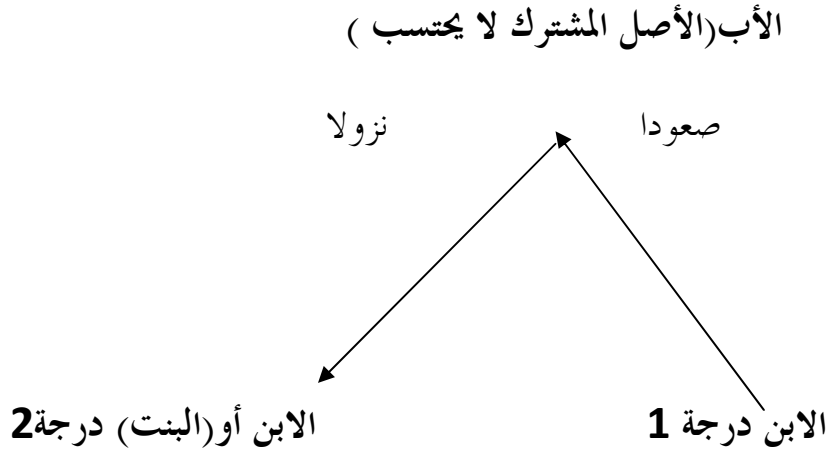 الأب(الأصل المشترك لا يحتسب )
صعودا نزولا
الابن درجة 1 الابن أو(البنت) درجة2